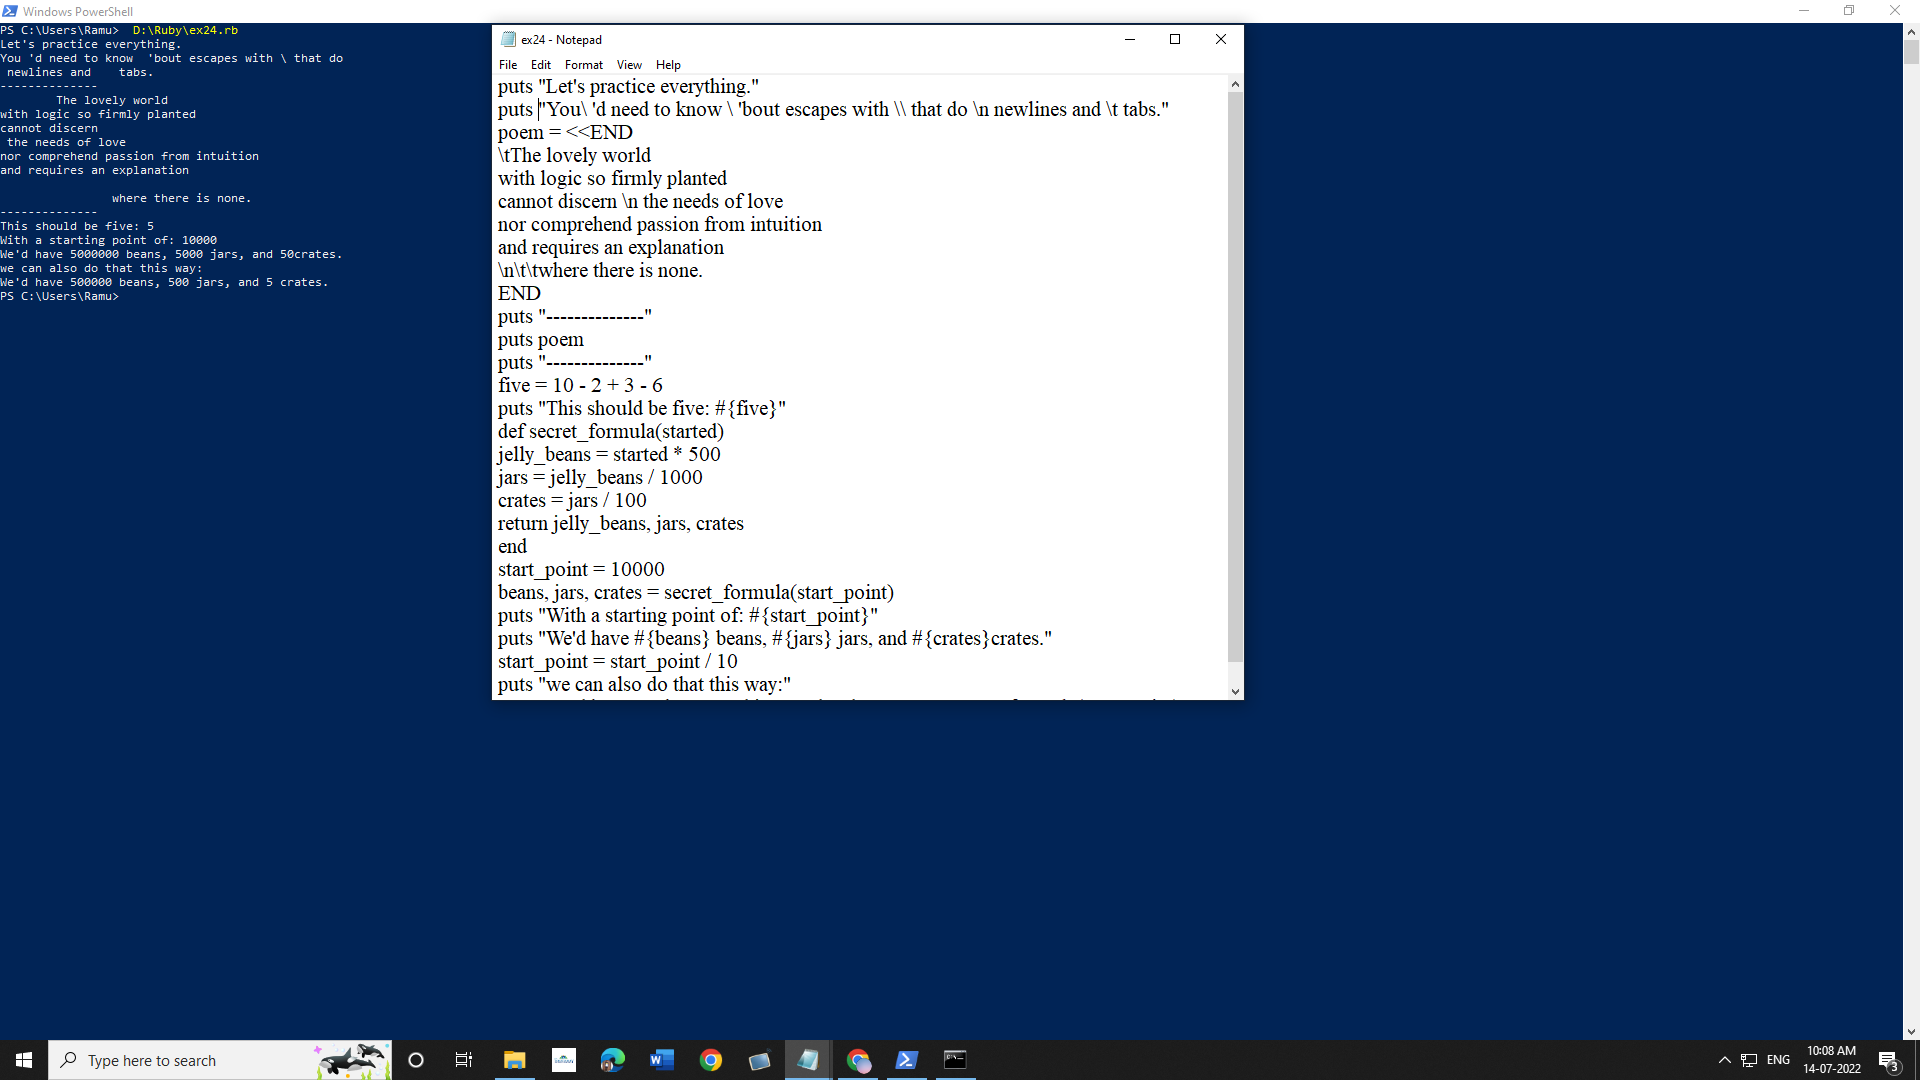 Windows PowerShell
PS C:\Users\Ramu>  D:\Ruby\ex24.rb
Let's practice everything.
You 'd need to know  'bout escapes with \ that do
 newlines and    tabs.
--------------
        The lovely world
with logic so firmly planted
cannot discern
 the needs of love
nor comprehend passion from intuition
and requires an explanation
                where there is none.
--------------
This should be five: 5
With a starting point of: 10000
We'd have 5000000 beans, 5000 jars, and 50crates.
we can also do that this way:
We'd have 500000 beans, 500 jars, and 5 crates.
PS C:\Users\Ramu>
ex24 - Notepad
File Edit Format View Help
puts "Let's practice everything."
puts "You\ 'd need to know \ 'bout escapes with \\ that do \n newlines and \t tabs."
poem = <<END
\tThe lovely world
with logic so firmly planted
cannot discern \n the needs of love
nor comprehend passion from intuition
and requires an explanation
\n\t\twhere there is none.
END
puts "--------------"
puts poem
puts "--------------"
five = 10 - 2 + 3 - 6
puts "This should be five: #{five}"
def secret_formula(started)
jelly_beans = started * 500
jars = jelly_beans / 1000
crates = jars / 100
return jelly_beans, jars, crates
end
start_point = 10000
beans, jars, crates = secret_formula(start_point)
puts "With a starting point of: #{start_point}"
puts "We'd have #{beans} beans, #{jars} jars, and #{crates}crates."
start_point = start_point / 10
puts "we can also do that this way:"
Type here to search
ENG
10:08 AM
14-07-2022
3